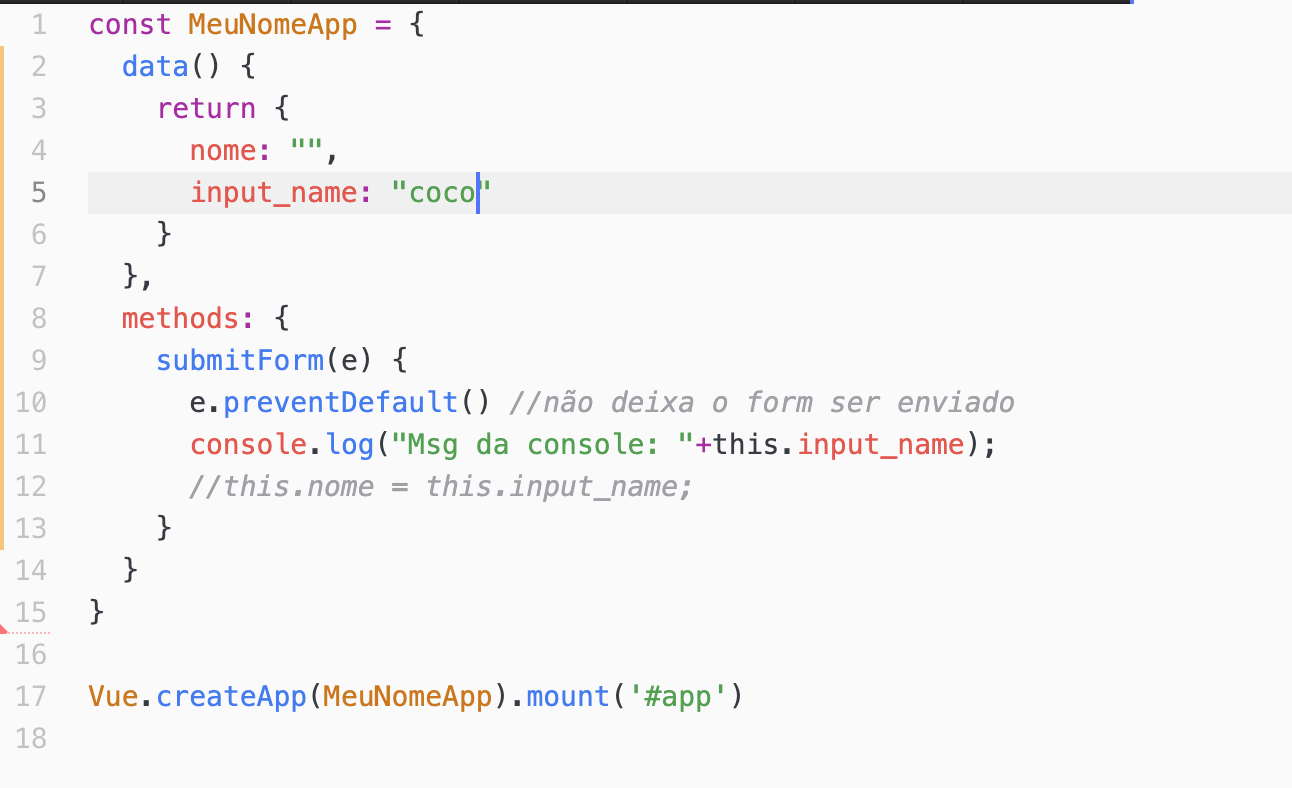 1 const MeuNomeApp = {
2 data() {
3 return {
4 nome: "",
5 input_name: "coco"
6 }
7 },
8 methods: {
9 submitForm(e) {
10 e.preventDefault() //não deixa o form ser enviado
11 console.log("Msg da console: "+this.input_name);
12 //this.nome = this.input_name;
13 }
14 }
15 }
16
17 Vue.createApp(MeuNomeApp).mount('#app')
18